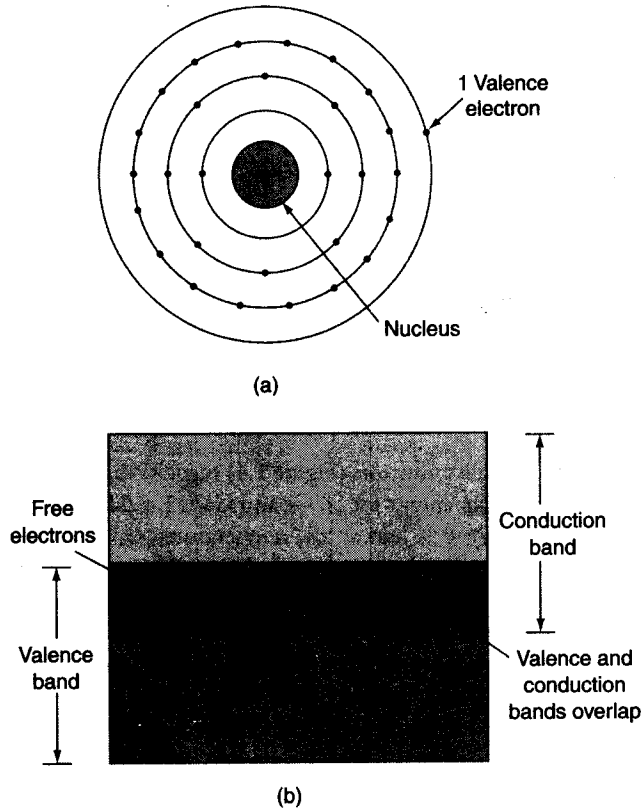 1 Valence
electron
Nucleus
(a)
Free
electrons
Conduction
band
Valence
band
Valence and
conduction
bands overlap
(b)